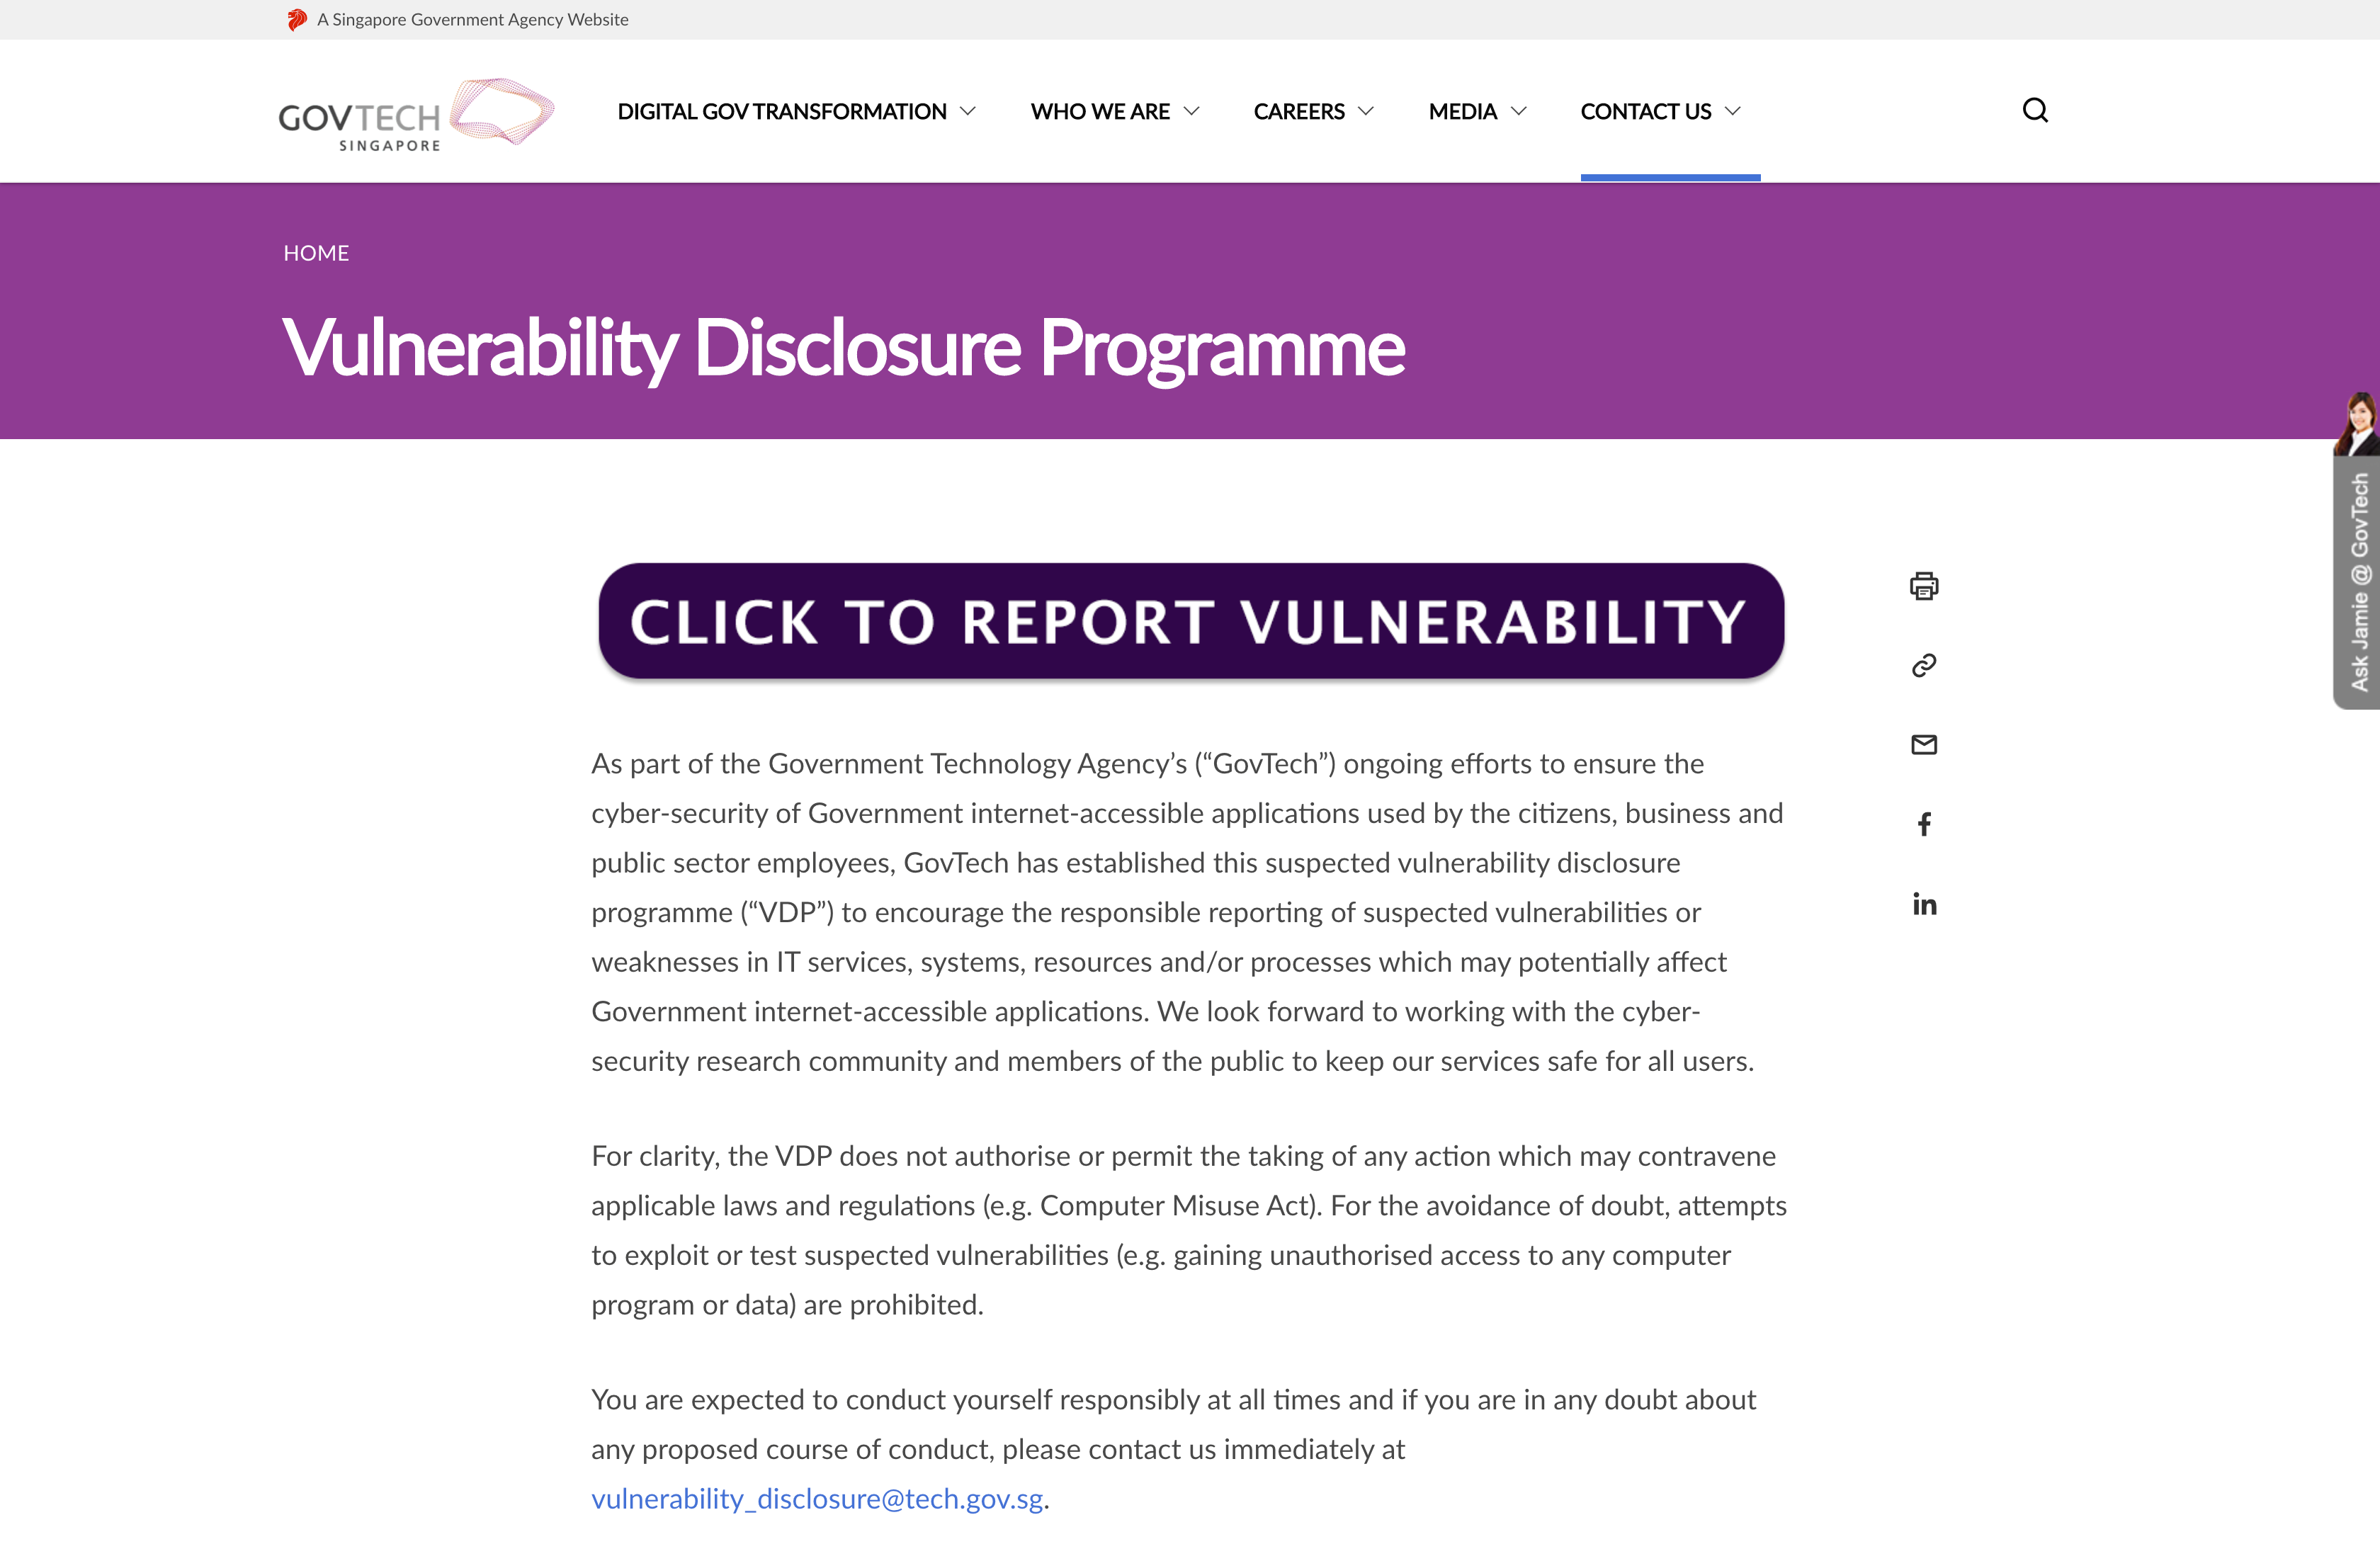 A Singapore Government Agency Website
GOVTECH
SINGAPORE
DIGITAL GOV TRANSFORMATION
WHO WE ARE
CAREERS
MEDIA
CONTACT US
HOME
Vulnerability Disclosure Programme
CLICK TO REPORT VULNERABILITY
As part of the Government Technology Agency’s (“GovTech”) ongoing efforts to ensure the
cyber-security of Government internet-accessible applications used by the citizens, business and
public sector employees, GovTech has established this suspected vulnerability disclosure
programme (“VDP”) to encourage the responsible reporting of suspected vulnerabilities or
weaknesses in IT services, systems, resources and/or processes which may potentially affect
Government internet-accessible applications. We look forward to working with the cyber-
security research community and members of the public to keep our services safe for all users.
For clarity, the VDP does not authorise or permit the taking of any action which may contravene
applicable laws and regulations (e.g. Computer Misuse Act). For the avoidance of doubt, attempts
to exploit or test suspected vulnerabilities (e.g. gaining unauthorised access to any computer
program or data) are prohibited.
You are expected to conduct yourself responsibly at all times and if you are in any doubt about
any proposed course of conduct, please contact us immediately at
vulnerability_disclosure@tech.gov.sg.
Ask Jamie @ GovTech